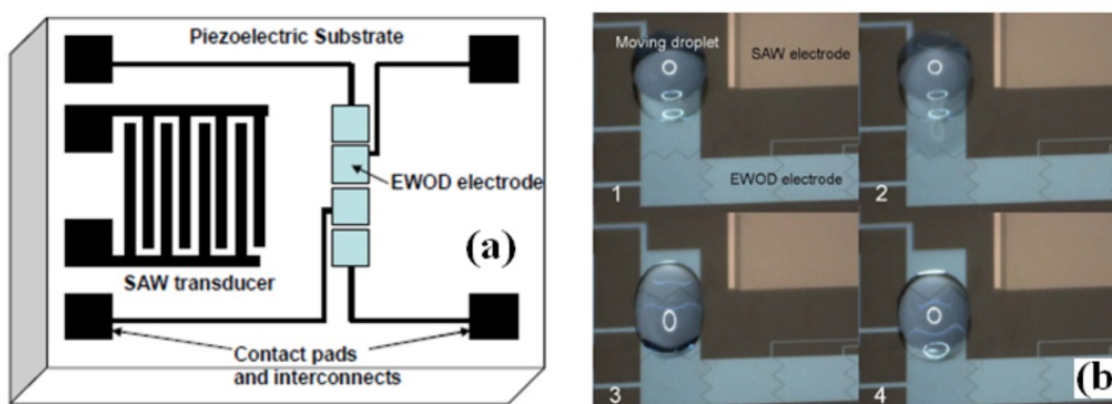 Piezoelectric Substrate
EWOD electrode
(a)
SAW transducer
Contact pads
and interconnects
Moving droplet
SAW electrode
EWOD electrode
1
2
3
4
(b